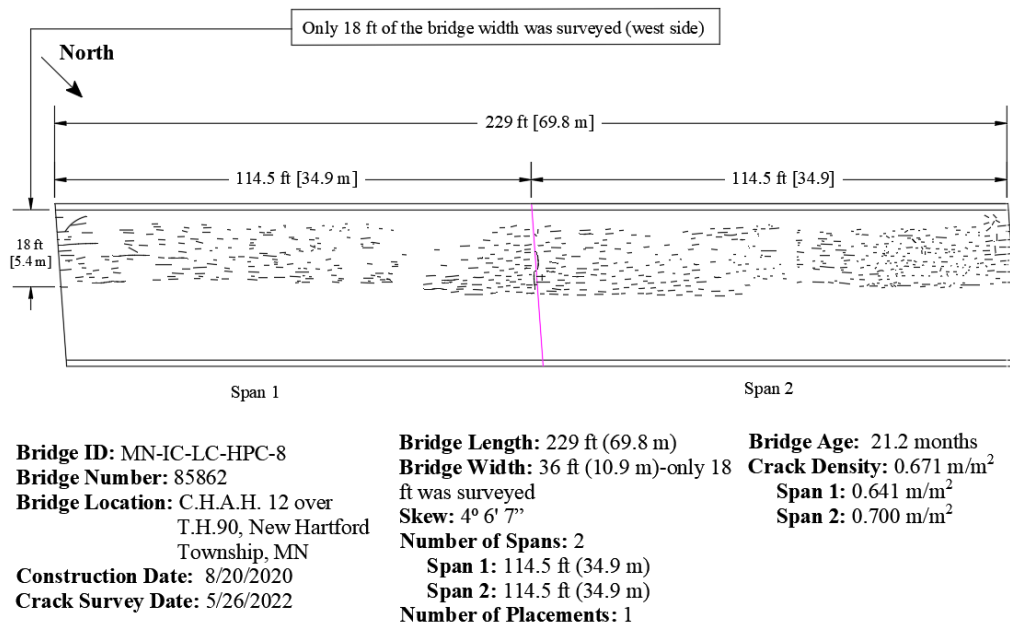 Only 18 ft of the bridge width was surveyed (west side)
North
229 ft [69.8 m]
114.5 ft [34.9 m]
114.5 ft [34.9]
18 ft
[5.4 m]
Span 1
Span 2
Bridge ID: MN-IC-LC-HPC-8
Bridge Number: 85862
Bridge Location: C.H.A.H. 12 over
T.H.90, New Hartford
Township, MN
Construction Date: 8/20/2020
Crack Survey Date: 5/26/2022
Bridge Length: 229 ft (69.8 m)
Bridge Width: 36 ft (10.9 m)-only 18
ft was surveyed
Skew: 4º 6' 7”
Number of Spans: 2
Span 1: 114.5 ft (34.9 m)
Span 2: 114.5 ft (34.9 m)
Number of Placements: 1
Bridge Age: 21.2 months
Crack Density: 0.671 m/m²
Span 1: 0.641 m/m²
Span 2: 0.700 m/m²